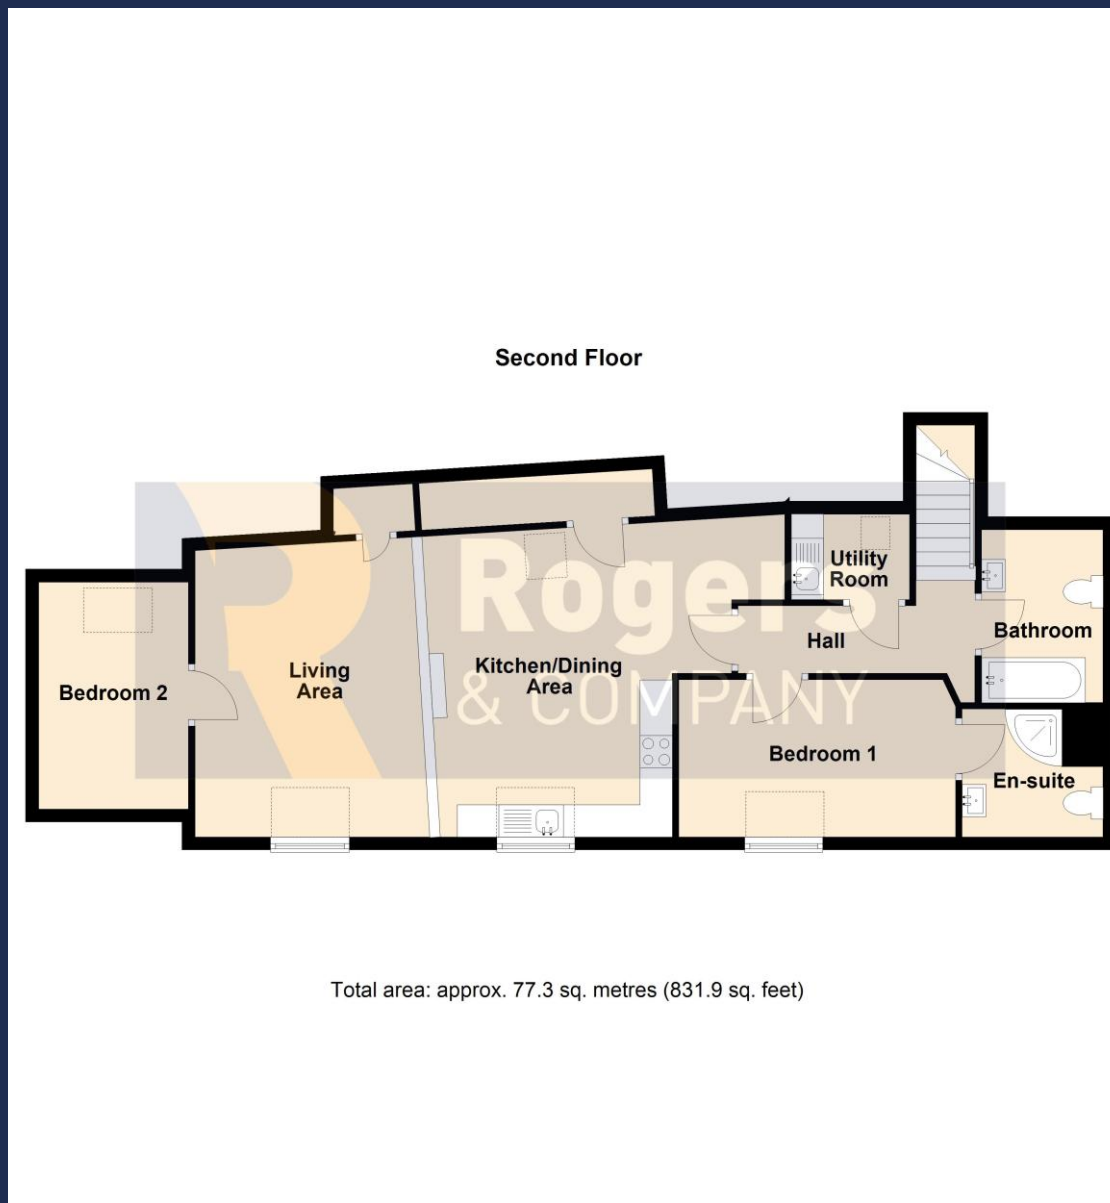 Second Floor
Utility
Room
Rogers
& COMPANY
Bathroom
Hall
Kitchen/Dining
Area
Living
Area
Bedroom 2
Bedroom 1
En-suite
Total area: approx. 77.3 sq. metres (831.9 sq. feet)